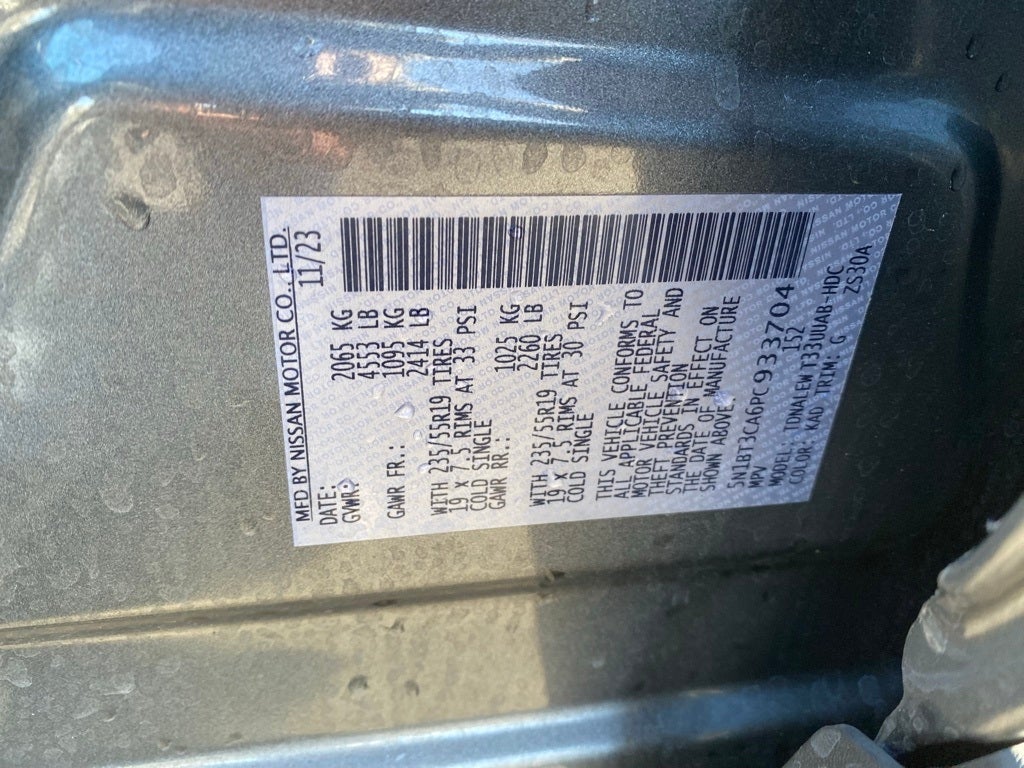 MFD BY NISSAN MOTOR CO., LTD.
DATE: 11/23
GVWR: 2065 KG
4553 LB
GAWR FR.: 1095 KG
2414 LB
WITH 235/55R19 TIRES
19 X 7.5 RIMS AT 33 PSI
COLD SINGLE
GAWR RR.: 1025 KG
2260 LB
WITH 235/55R19 TIRES
19 X 7.5 RIMS AT 30 PSI
COLD SINGLE
THIS VEHICLE CONFORMS TO
ALL APPLICABLE FEDERAL
MOTOR VEHICLE SAFETY AND
THEFT PREVENTION
STANDARDS IN EFFECT ON
THE DATE OF MANUFACTURE
SHOWN ABOVE.
5N1BT3CA6PC933704
MPV I52
MODEL: TDNALEW T33UUAB-HDC
COLOR: KAD TRIM: G ZS30A